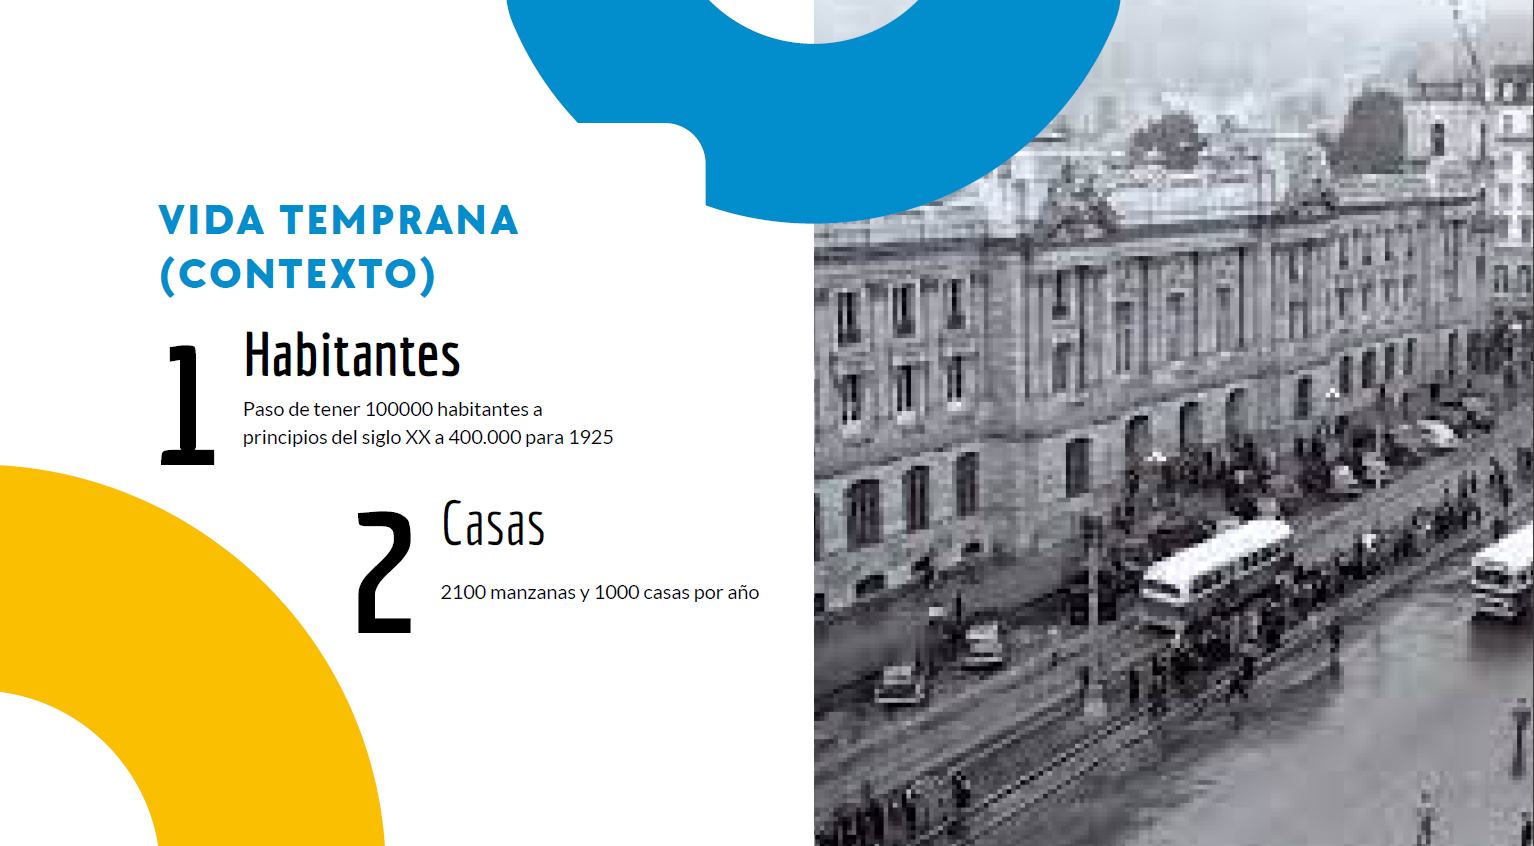 VIDA TEMPRANA
(CONTEXTO)
1
Habitantes
Paso de tener 100000 habitantes a
principios del siglo XX a 400.000 para 1925
2
Casas
2100 manzanas y 1000 casas por año